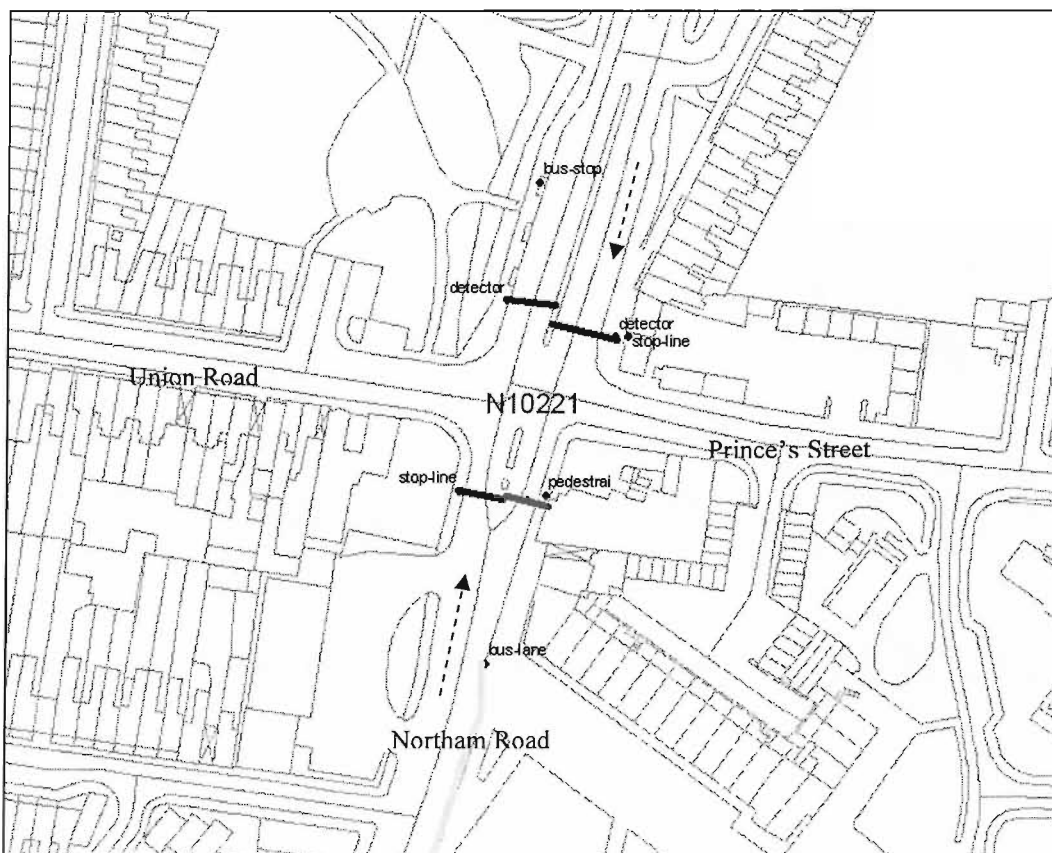 bus-stop
detector
detector
stop-line
Union Road
N10221
Prince's Street
stop-line
pedestrai
bus-lane
Northam Road